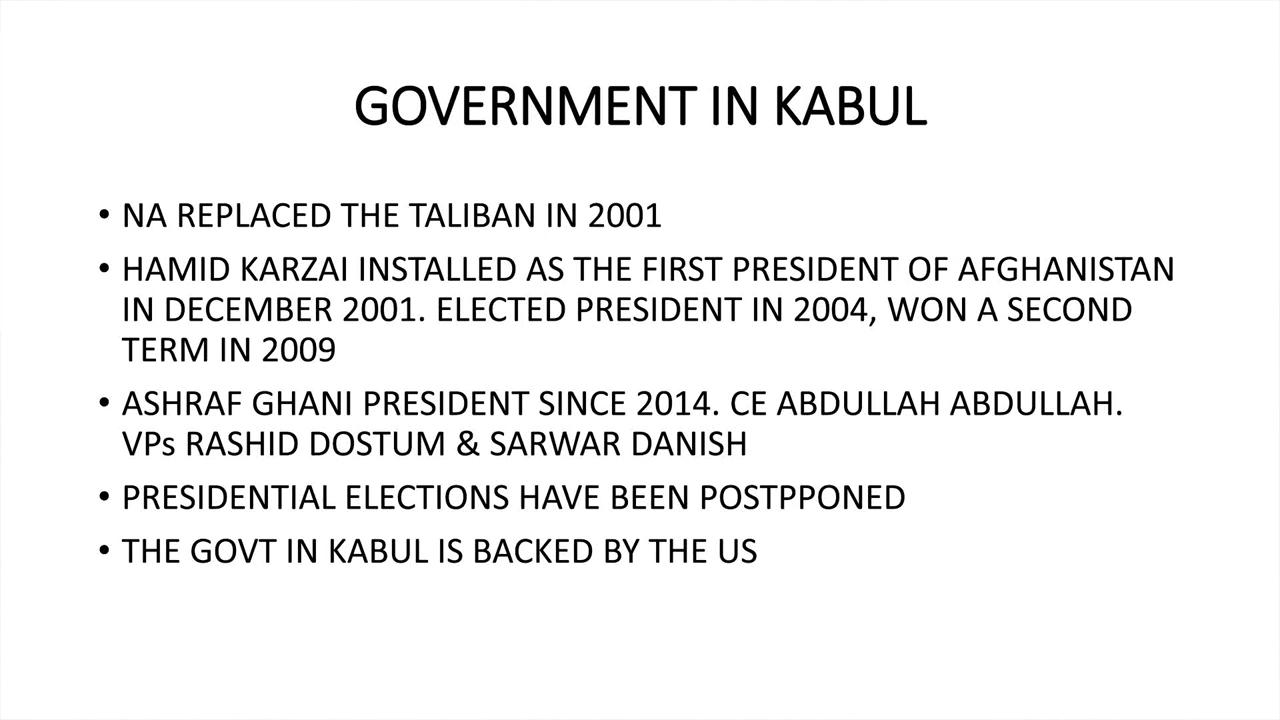 GOVERNMENT IN KABUL
• NA REPLACED THE TALIBAN IN 2001
• HAMID KARZAI INSTALLED AS THE FIRST PRESIDENT OF AFGHANISTAN
IN DECEMBER 2001. ELECTED PRESIDENT IN 2004, WON A SECOND
TERM IN 2009
• ASHRAF GHANI PRESIDENT SINCE 2014. CE ABDULLAH ABDULLAH.
VPs RASHID DOSTUM & SARWAR DANISH
• PRESIDENTIAL ELECTIONS HAVE BEEN POSTPPONED
• THE GOVT IN KABUL IS BACKED BY THE US